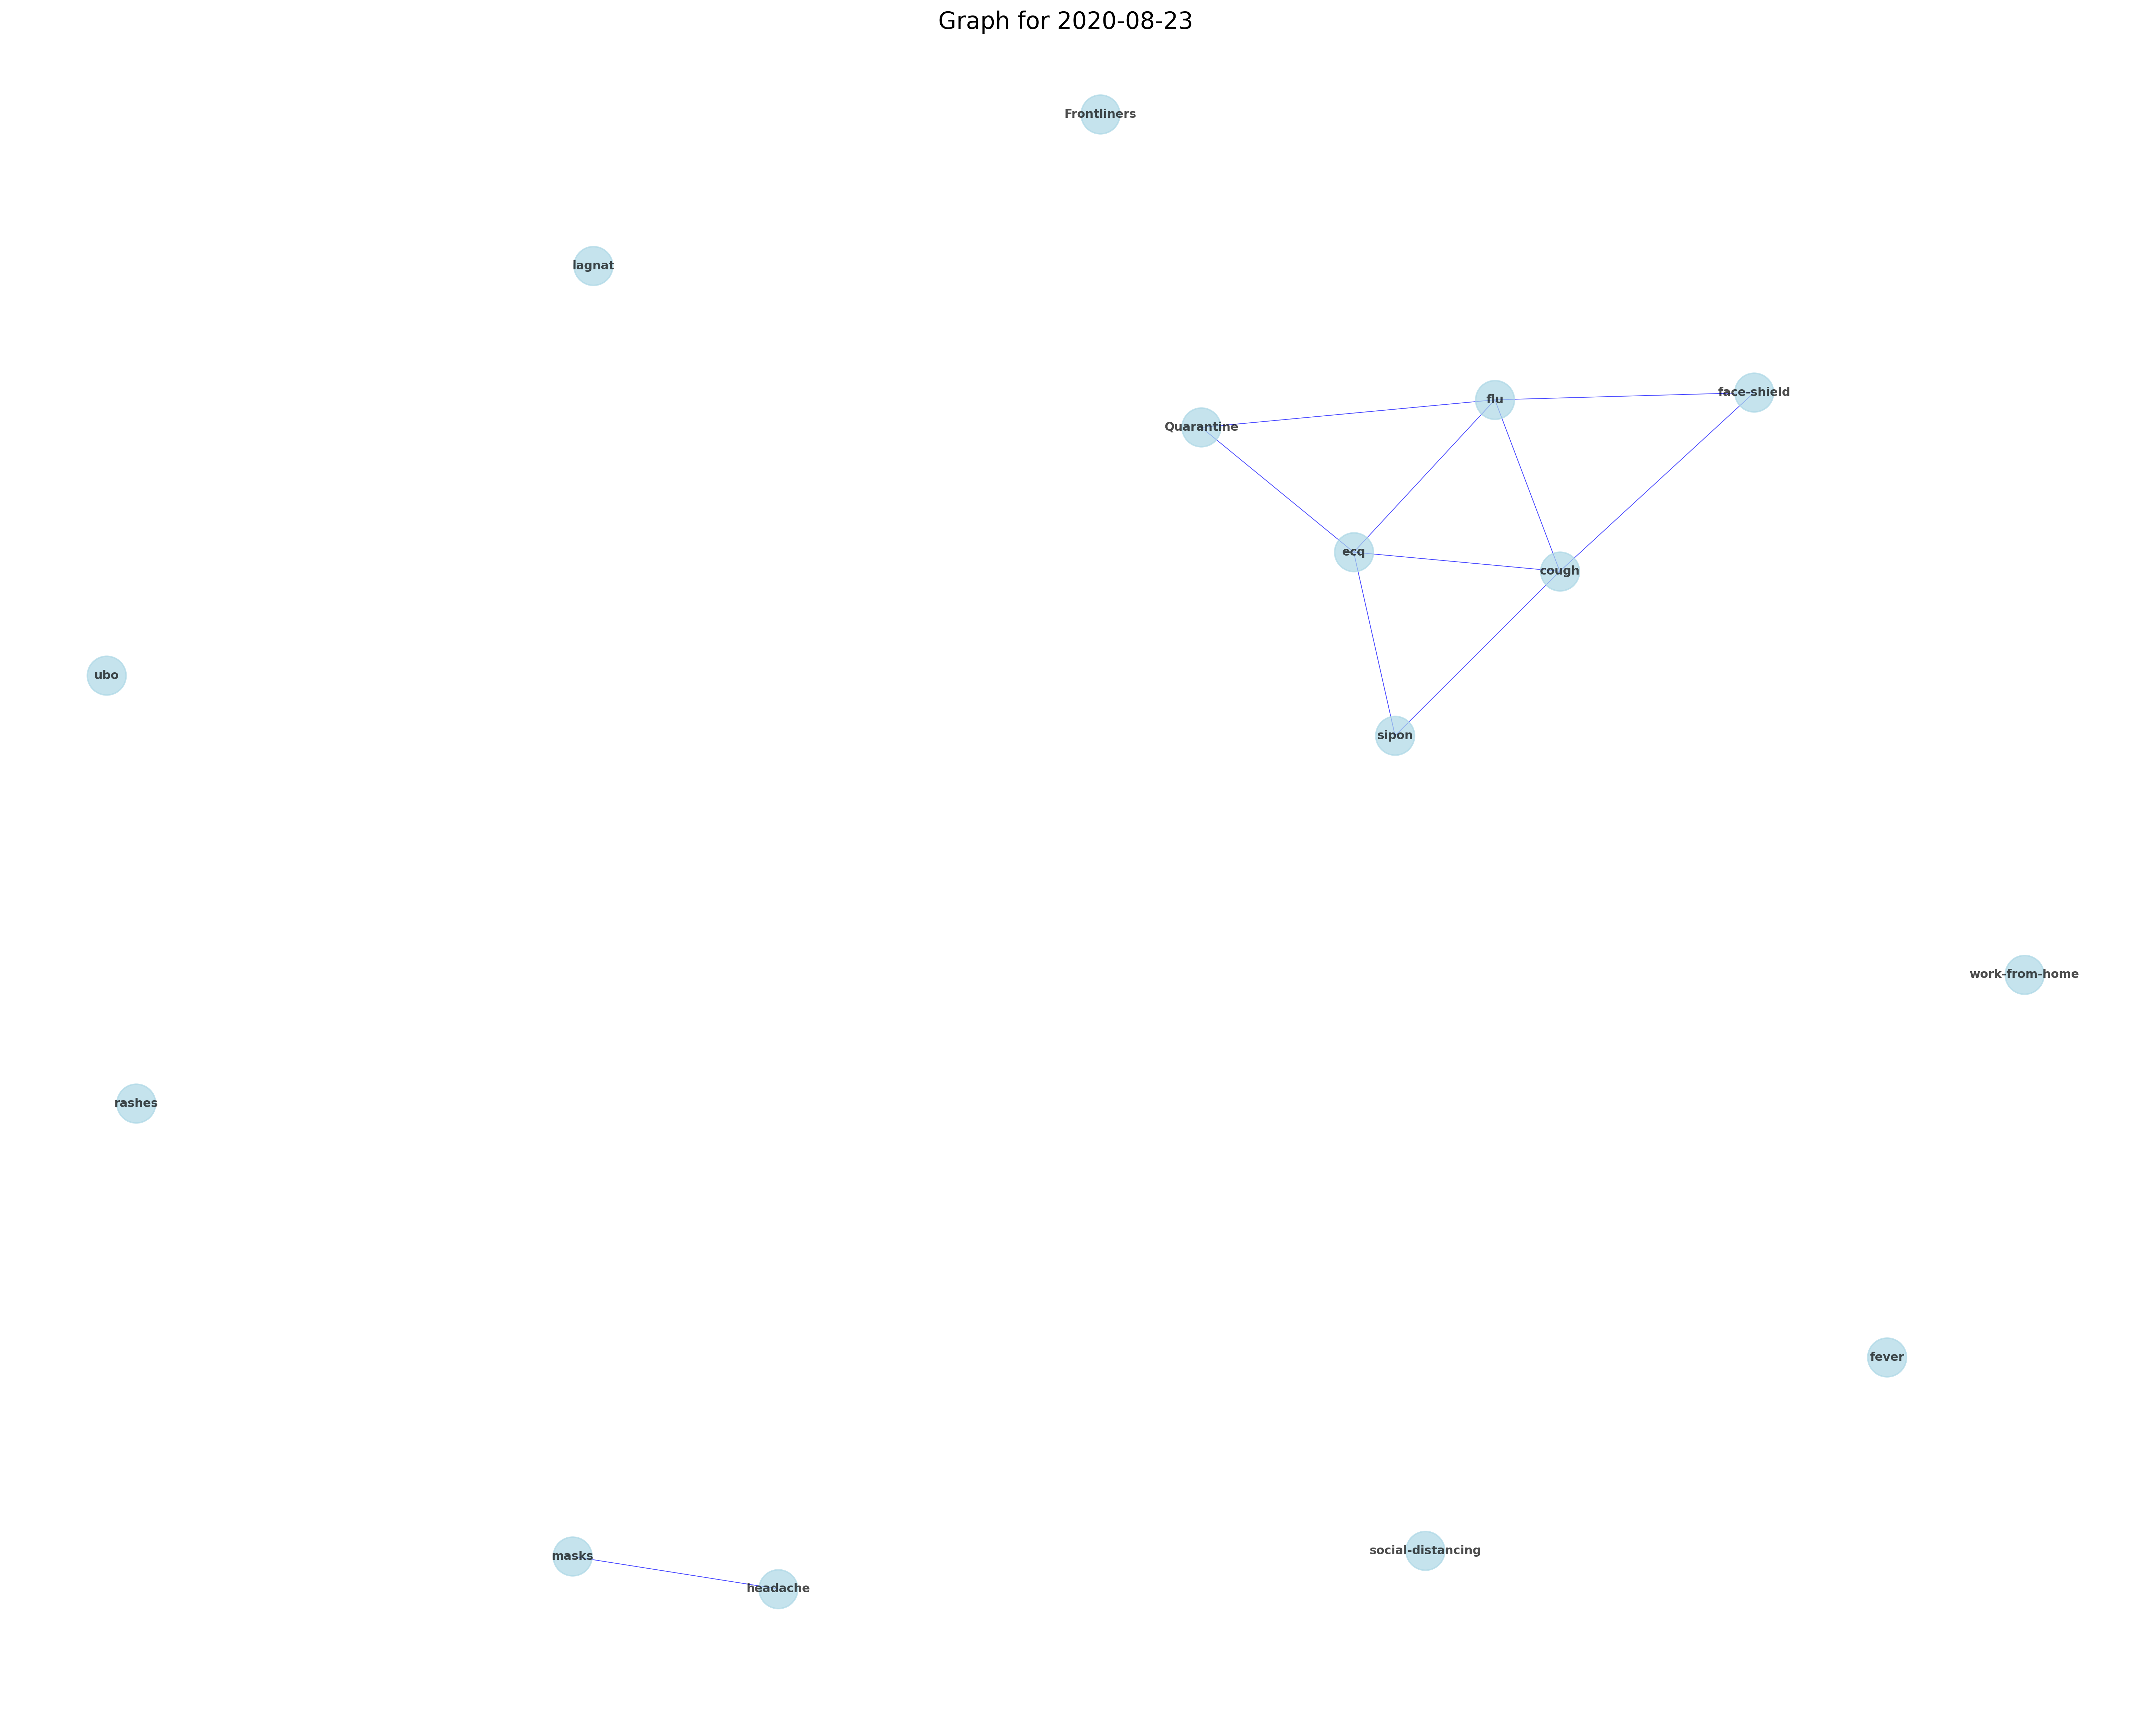 Graph for 2020-08-23
Frontliners
lagnat
face-shield
flu
Quarantine
ecq
cough
ubo
sipon
work-from-home
rashes
fever
social-distancing
masks
headache